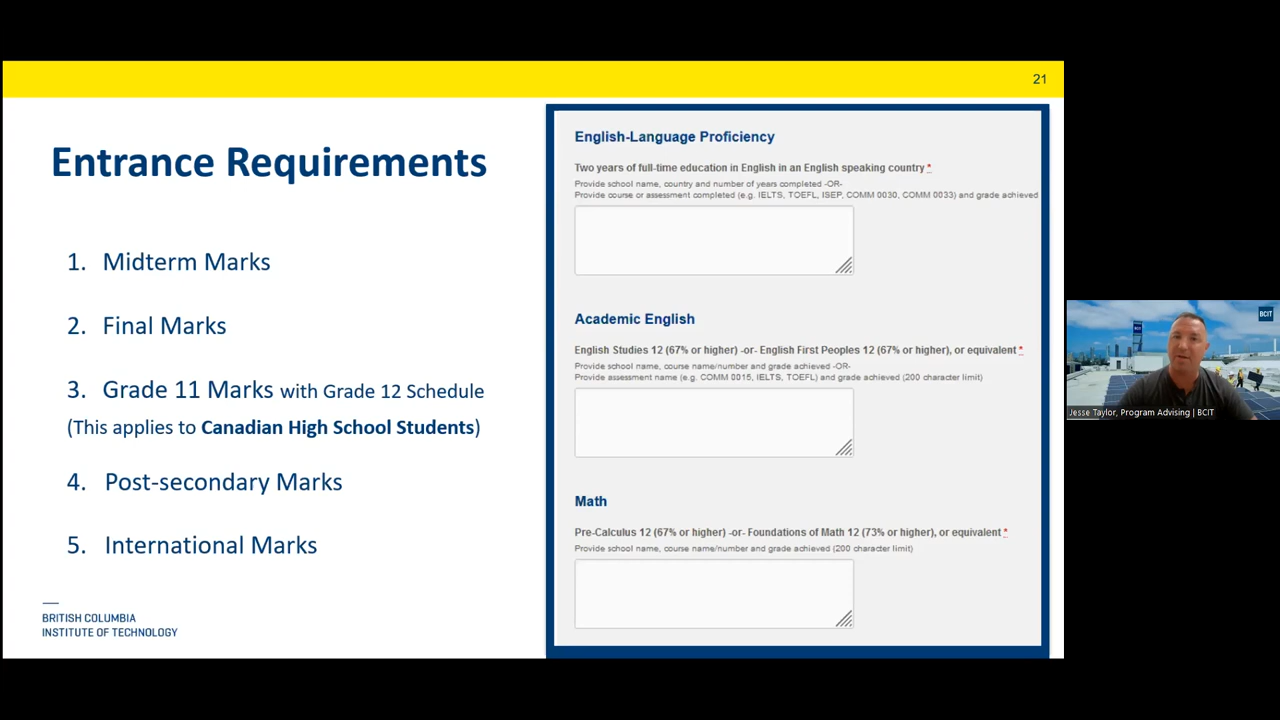 21
Entrance Requirements
1. Midterm Marks
2. Final Marks
3. Grade 11 Marks with Grade 12 Schedule
(This applies to Canadian High School Students)
4. Post-secondary Marks
5. International Marks
BRITISH COLUMBIA
INSTITUTE OF TECHNOLOGY
English-Language Proficiency
Two years of full-time education in English in an English speaking country *
Provide school name, country and number of years completed -OR-
Provide course or assessment completed (e.g. IELTS, TOEFL, ISEP, COMM 0030, COMM 0033) and grade achieved
Academic English
English Studies 12 (67% or higher) -or- English First Peoples 12 (67% or higher), or equivalent *
Provide school name, course name/number and grade achieved -OR-
Provide assessment name (e.g. COMM 0015, IELTS, TOEFL) and grade achieved (200 character limit)
Math
Pre-Calculus 12 (67% or higher) -or- Foundations of Math 12 (73% or higher), or equivalent *
Provide school name, course name/number and grade achieved (200 character limit)
BCIT
BCIT
Jesse Taylor, Program Advising | BCIT